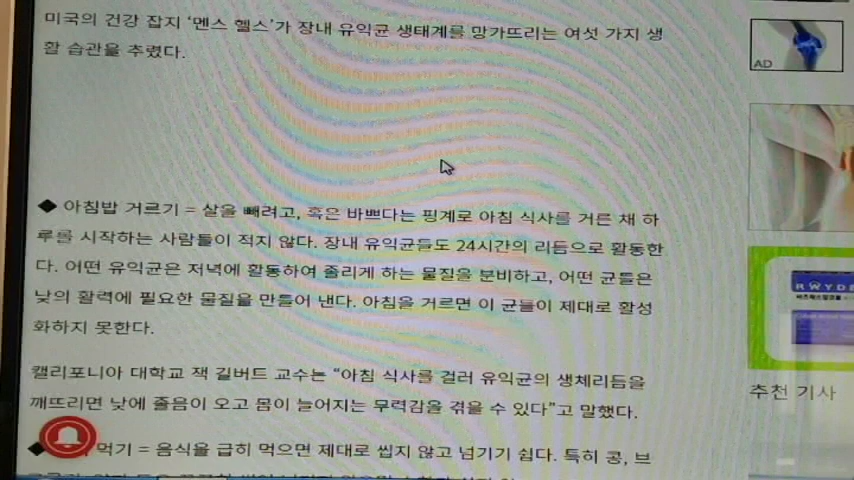 미국의 건강 잡지 ‘멘스 헬스’가 장내 유익균 생태계를 망가뜨리는 여섯 가지 생
활 습관을 추렸다.
AD
◆ 아침밥 거르기 = 살을 빼려고, 혹은 바쁘다는 핑계로 아침 식사를 거른 채 하
루를 시작하는 사람들이 적지 않다. 장내 유익균들도 24시간의 리듬으로 활동한
다. 어떤 유익균은 저녁에 활동하여 졸리게 하는 물질을 분비하고, 어떤 균들은
낮의 활력에 필요한 물질을 만들어 낸다. 아침을 거르면 이 균들이 제대로 활성
화하지 못한다.
캘리포니아 대학교 잭 길버트 교수는 “아침 식사를 걸러 유익균의 생체리듬을
깨뜨리면 낮에 졸음이 오고 몸이 늘어지는 무력감을 겪을 수 있다”고 말했다.
◆ 먹기 = 음식을 급히 먹으면 제대로 씹지 않고 넘기기 쉽다. 특히 콩, 브
RWYDE
추천 기사